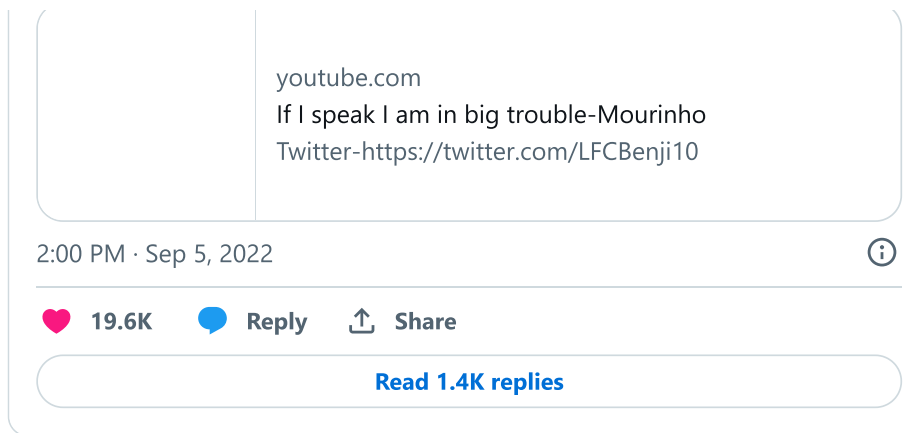 youtube.com
If I speak I am in big trouble-Mourinho
Twitter-https://twitter.com/LFCBenji10
2:00 PM · Sep 5, 2022
19.6K Reply Share
Read 1.4K replies